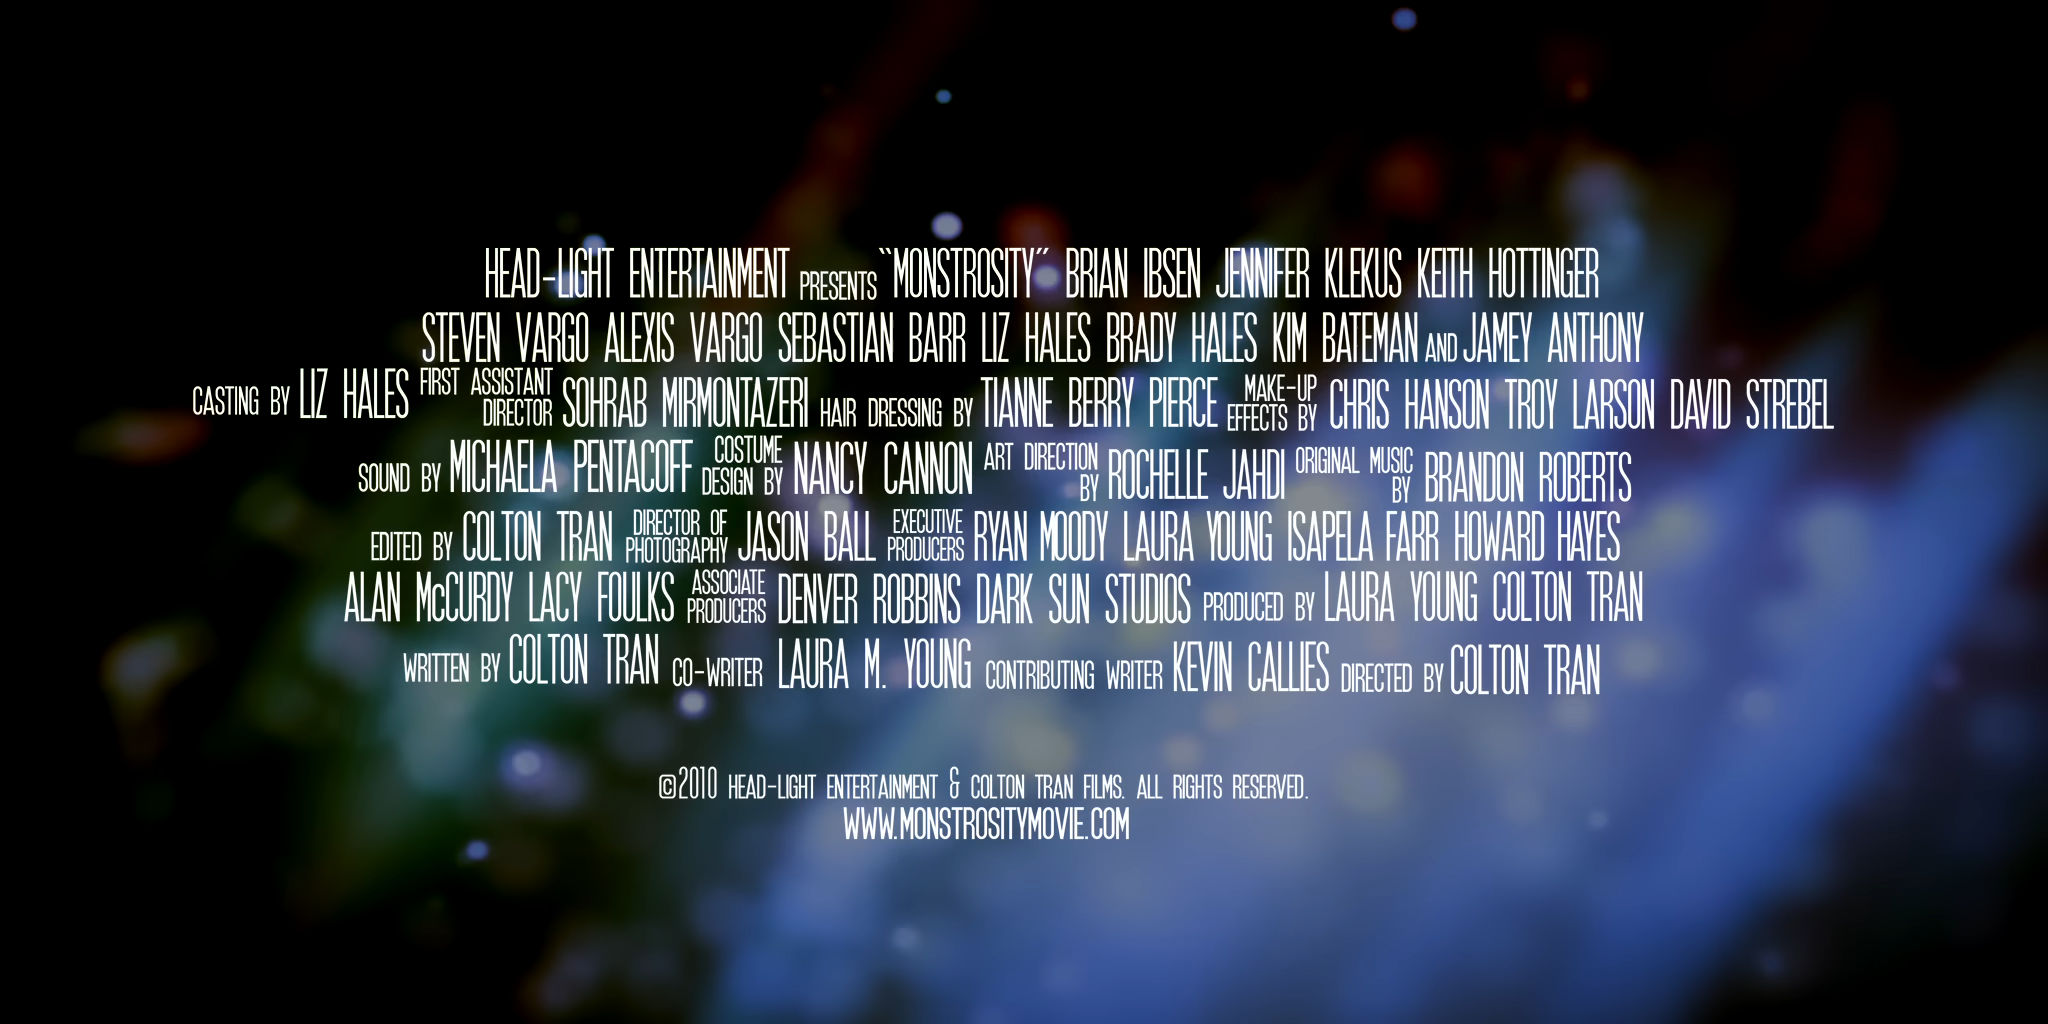 HEAD-LIGHT ENTERTAINMENT PRESENTS "MONSTROSITY" BRIAN IBSEN JENNIFER KLEKUS KEITH HOTTINGER
STEVEN VARGO ALEXIS VARGO SEBASTIAN BARR LIZ HALES BRADY HALES KIM BATEMAN AND JAMEY ANTHONY
CASTING BY LIZ HALES FIRST ASSISTANT DIRECTOR SOHRAB MIRMONTAZERI HAIR DRESSING BY TIANNE BERRY PIERCE MAKE-UP EFFECTS BY CHRIS HANSON TROY LARSON DAVID STREBEL
SOUND BY MICHAELA PENTACOFF COSTUME DESIGN BY NANCY CANNON ART DIRECTION BY ROCHELLE JAHDI ORIGINAL MUSIC BY BRANDON ROBERTS
EDITED BY COLTON TRAN DIRECTOR OF PHOTOGRAPHY JASON BALL EXECUTIVE PRODUCERS RYAN MOODY LAURA YOUNG ISAPELA FARR HOWARD HAYES
ALAN McCURDY LACY FOULKS ASSOCIATE PRODUCERS DENVER ROBBINS DARK SUN STUDIOS PRODUCED BY LAURA YOUNG COLTON TRAN
WRITTEN BY COLTON TRAN CO-WRITER LAURA M. YOUNG CONTRIBUTING WRITER KEVIN CALLIES DIRECTED BY COLTON TRAN
©2010 HEAD-LIGHT ENTERTAINMENT & COLTON TRAN FILMS. ALL RIGHTS RESERVED.
WWW.MONSTROSITYMOVIE.COM